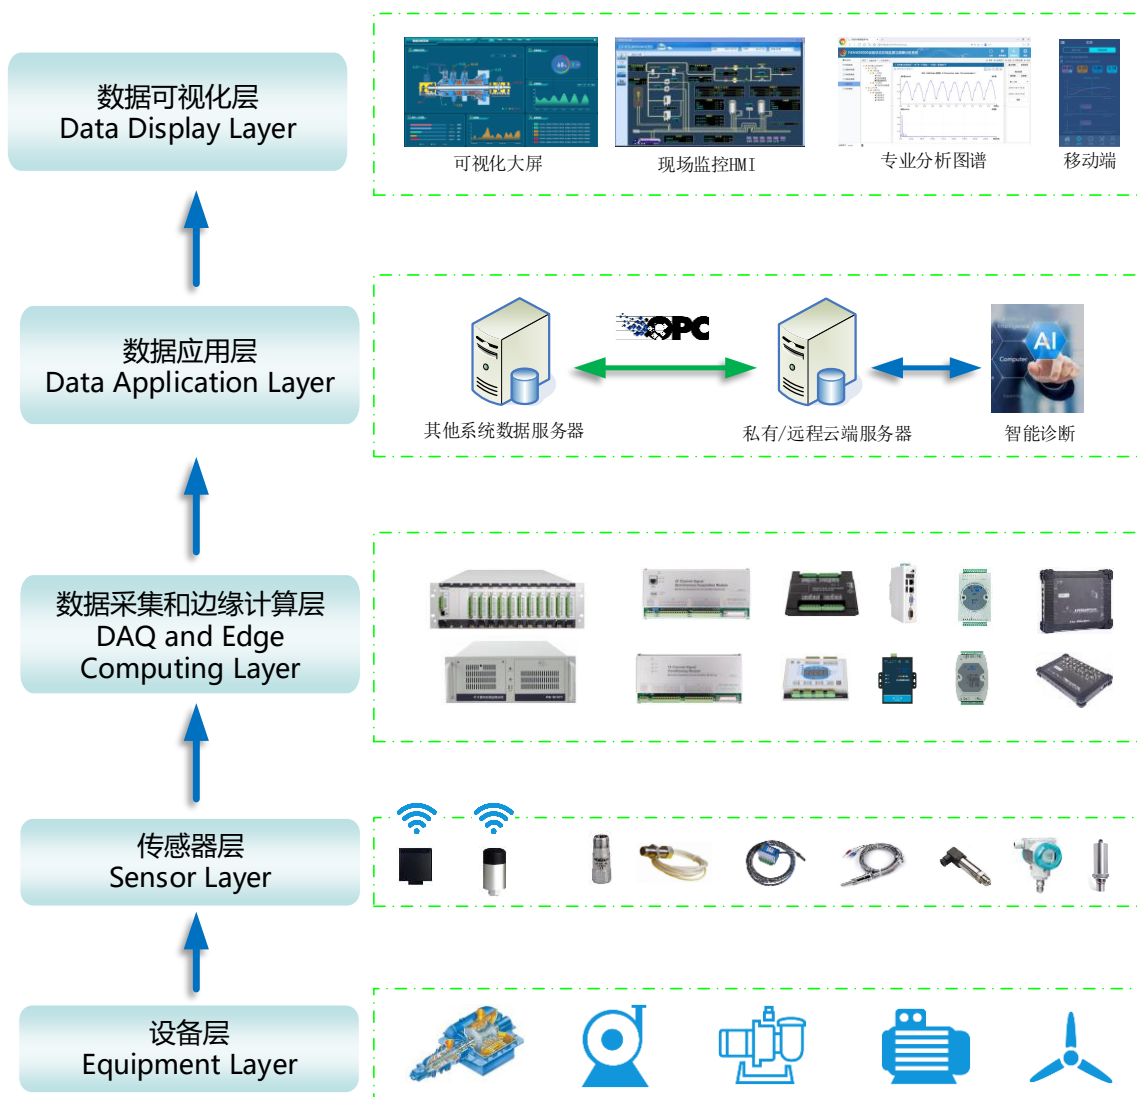 数据可视化层
Data Display Layer
可视化大屏
现场监控HMI
专业分析图谱
移动端
数据应用层
Data Application Layer
OPC
AI
Computer
其他系统数据服务器
私有/远程云端服务器
智能诊断
数据采集和边缘计算层
DAQ and Edge
Computing Layer
传感器层
Sensor Layer
设备层
Equipment Layer